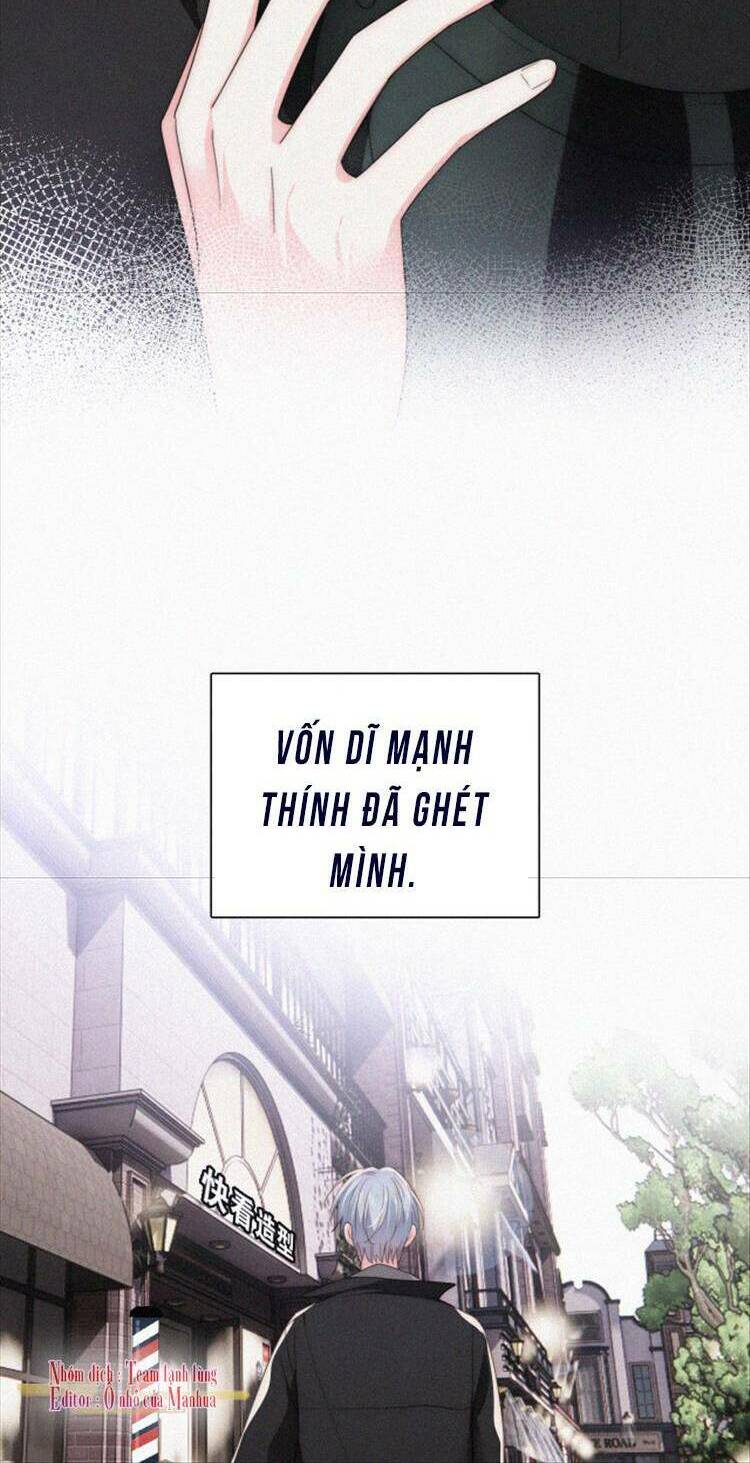 VỐN DĨ MẠNH
THÍNH ĐÃ GHÉT
MÌNH.
快看造型
Nhóm dịch : Team lạnh lùng
Editor : Ổ nhỏ của Manhua
ROAD